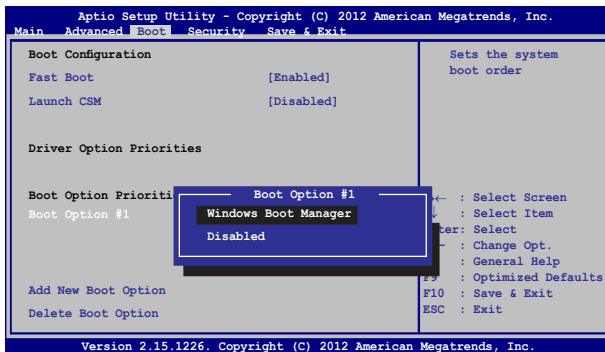 Aptio Setup Utility - Copyright (C) 2012 American Megatrends, Inc.
Main Advanced Boot Security Save & Exit
Boot Configuration
Fast Boot [Enabled]
Launch CSM [Disabled]
Driver Option Priorities
Boot Option Prioriti
Boot Option #1
Add New Boot Option
Delete Boot Option
Boot Option #1
Windows Boot Manager
Disabled
Sets the system
boot order
← : Select Screen
↓ : Select Item
ter: Select
: Change Opt.
: General Help
F9 : Optimized Defaults
F10 : Save & Exit
ESC : Exit
Version 2.15.1226. Copyright (C) 2012 American Megatrends, Inc.